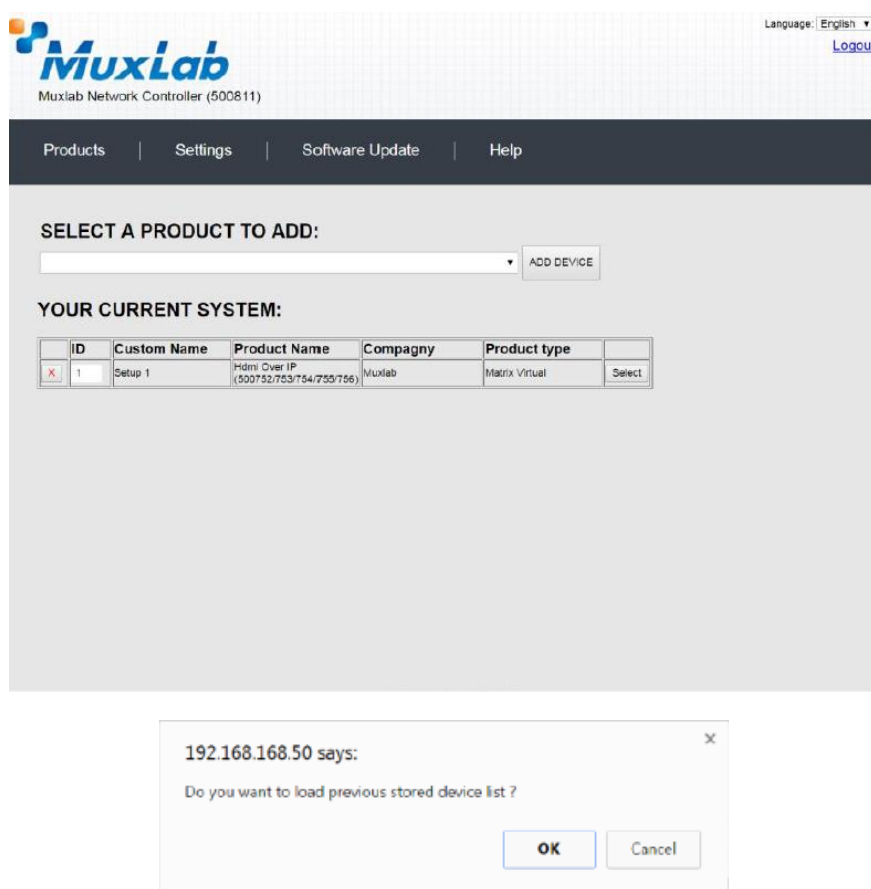 Language: English
Logou
MuxLab
Muxlab Network Controller (500811)
Products | Settings | Software Update | Help
SELECT A PRODUCT TO ADD:
ADD DEVICE
YOUR CURRENT SYSTEM:
ID Custom Name Product Name Compagny Product type
X 1 Setup 1 Hdmi Over IP (500752/753/754/755/756) Muxlab Matrix Virtual Select
192.168.168.50 says:
Do you want to load previous stored device list ?
OK Cancel